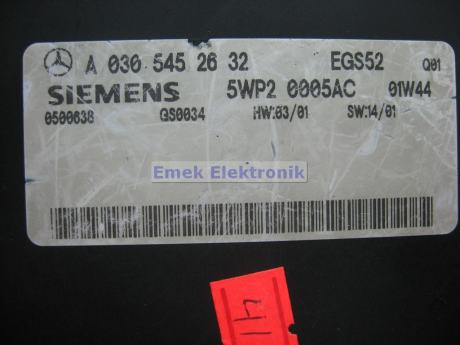 A 030 545 26 32 EGS52 Q01
SIEMENS 5WP2 0005AC 01W44
0500638 GS0034 HW:03/01 SW:14/01
Emek Elektronik
41